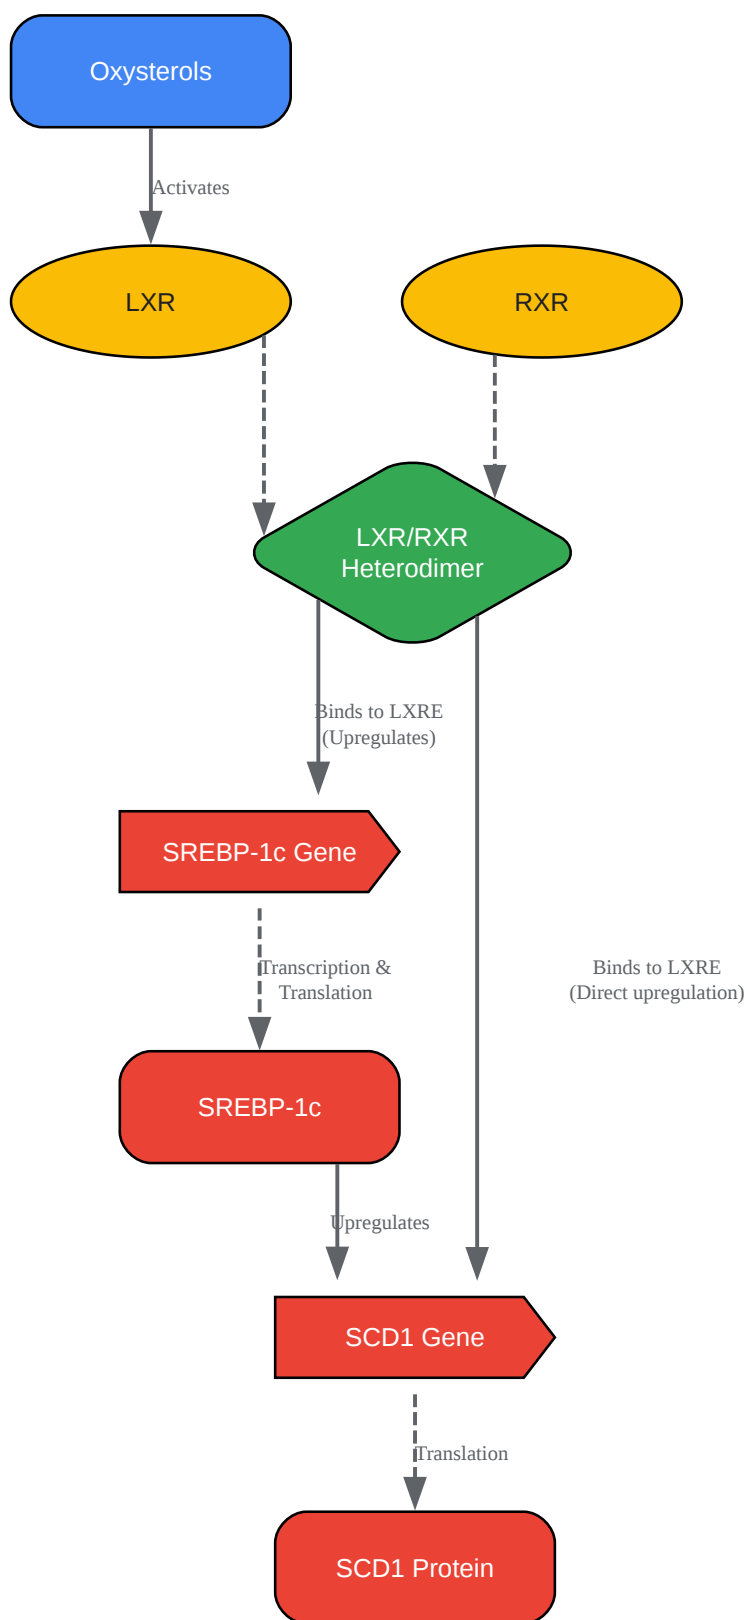 Oxysterols
Activates
LXR
RXR
LXR/RXR
Heterodimer
Binds to LXRE
(Upregulates)
SREBP-1c Gene
Transcription &
Translation
Binds to LXRE
(Direct upregulation)
SREBP-1c
Upregulates
SCD1 Gene
Translation
SCD1 Protein